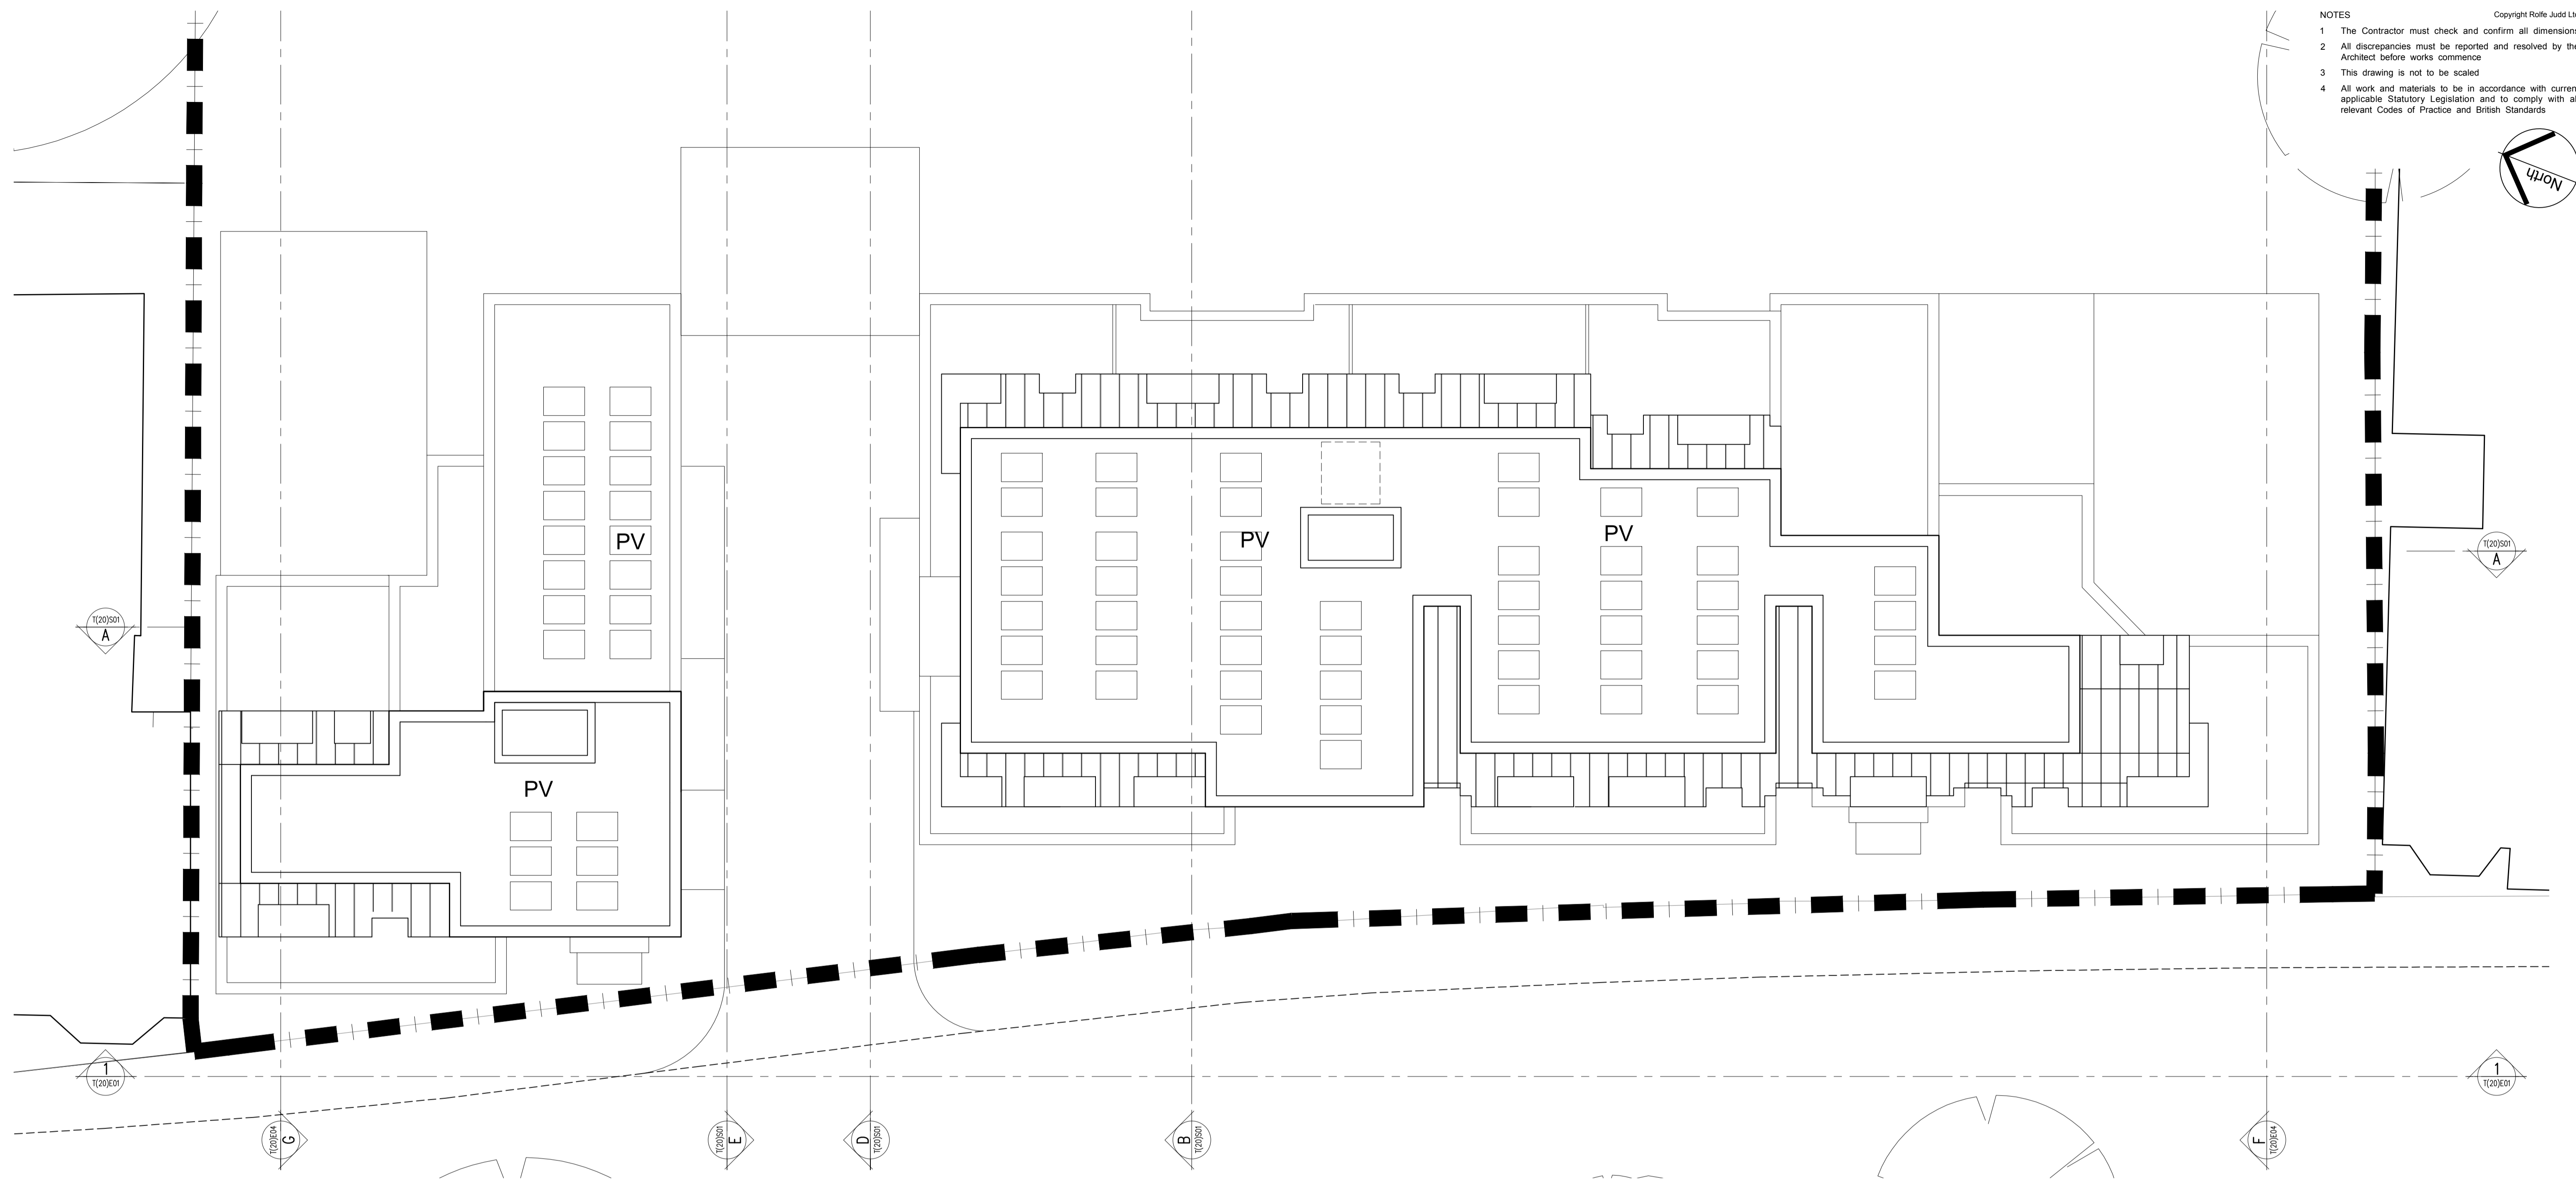 NOTES
Copyright Rolfe Judd Lt
1 The Contractor must check and confirm all dimensions
2 All discrepancies must be reported and resolved by the
Architect before works commence
3 This drawing is not to be scaled
4 All work and materials to be in accordance with curren
applicable Statutory Legislation and to comply with al
relevant Codes of Practice and British Standards
North
PV
PV
PV
PV
T(20)S01
A
T(20)S01
A
1
T(20)E01
1
T(20)E01
T(20)E04
G
T(20)S01
E
D
T(20)S01
B
T(20)S01
F
T(20)E04